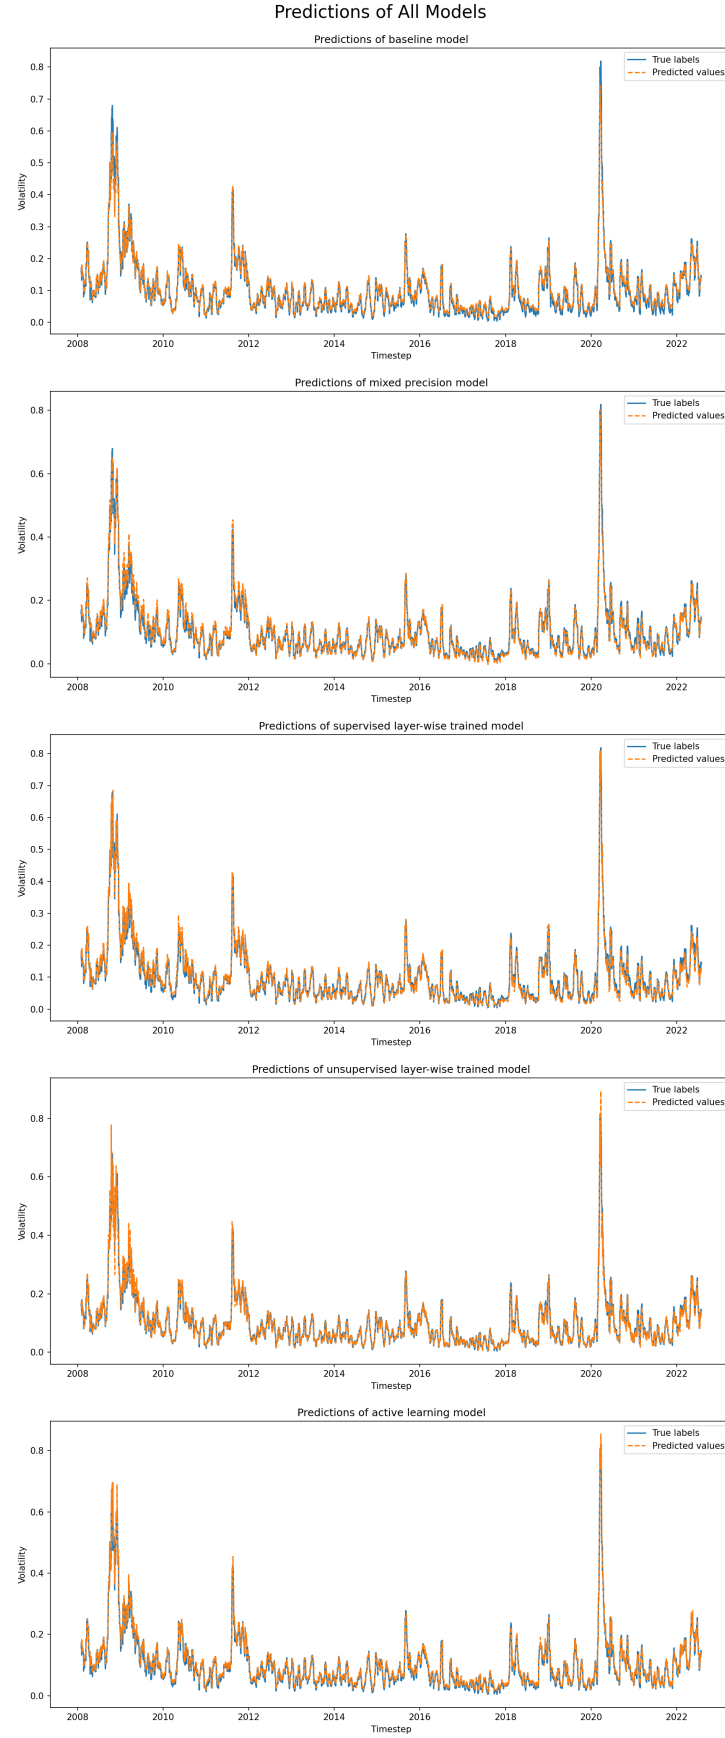 Predictions of All Models
Predictions of baseline model
True labels
Predicted values
0.8
0.7
0.6
0.5
0.4
0.3
0.2
0.1
0.0
Volatility
2008 2010 2012 2014 2016 2018 2020 2022
Timestep
Predictions of mixed precision model
True labels
Predicted values
0.8
0.6
0.4
0.2
0.0
Volatility
2008 2010 2012 2014 2016 2018 2020 2022
Timestep
Predictions of supervised layer-wise trained model
True labels
Predicted values
0.8
0.7
0.6
0.5
0.4
0.3
0.2
0.1
0.0
Volatility
2008 2010 2012 2014 2016 2018 2020 2022
Timestep
Predictions of unsupervised layer-wise trained model
True labels
Predicted values
0.8
0.6
0.4
0.2
0.0
Volatility
2008 2010 2012 2014 2016 2018 2020 2022
Timestep
Predictions of active learning model
True labels
Predicted values
0.8
0.6
0.4
0.2
0.0
Volatility
2008 2010 2012 2014 2016 2018 2020 2022
Timestep